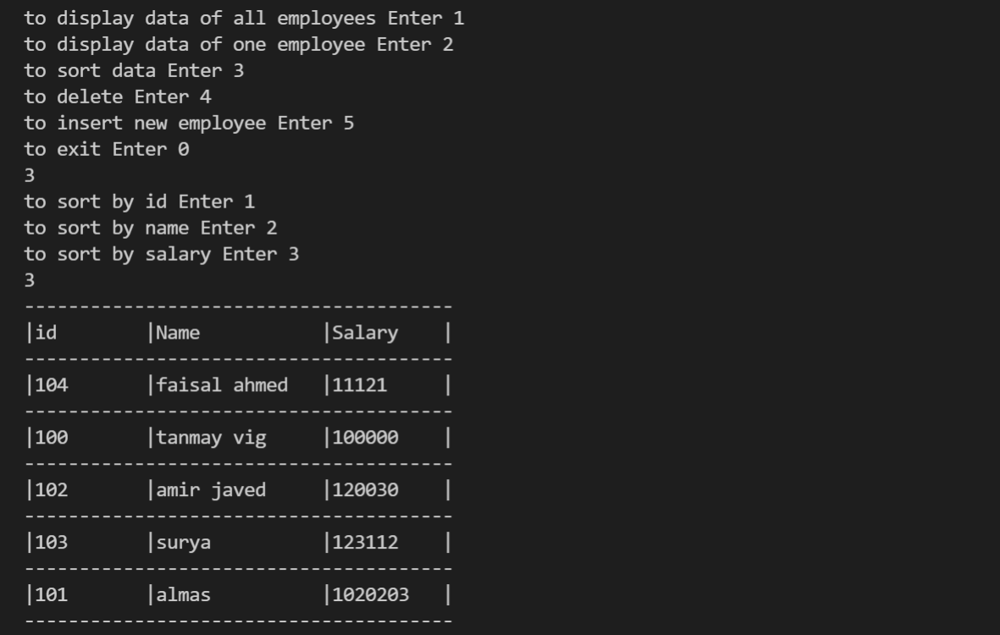 to display data of all employees Enter 1
to display data of one employee Enter 2
to sort data Enter 3
to delete Enter 4
to insert new employee Enter 5
to exit Enter 0
3
to sort by id Enter 1
to sort by name Enter 2
to sort by salary Enter 3
3
---------------------------------------
|id        |Name           |Salary    |
---------------------------------------
|104       |faisal ahmed   |11121     |
---------------------------------------
|100       |tanmay vig     |100000    |
---------------------------------------
|102       |amir javed     |120030    |
---------------------------------------
|103       |surya          |123112    |
---------------------------------------
|101       |almas          |1020203   |
---------------------------------------